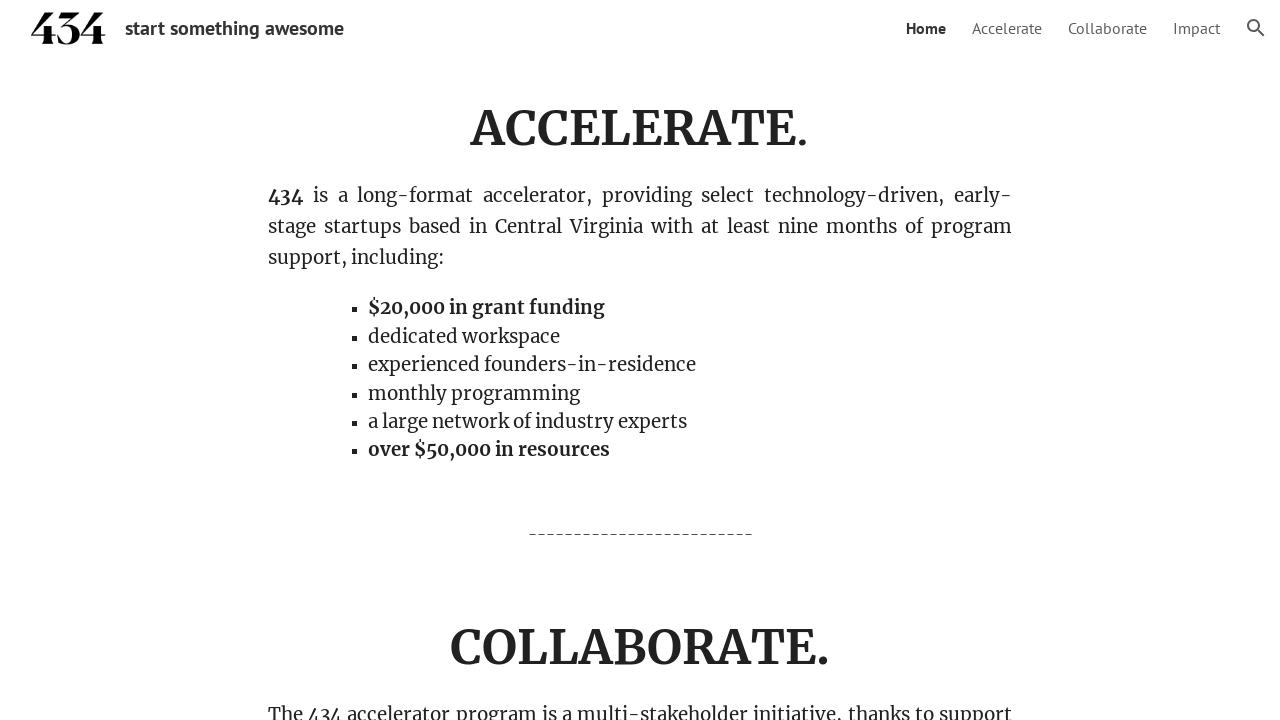 434 start something awesome
Home Accelerate Collaborate Impact
ACCELERATE.
434 is a long-format accelerator, providing select technology-driven, early-
stage startups based in Central Virginia with at least nine months of program
support, including:
▪ $20,000 in grant funding
▪ dedicated workspace
▪ experienced founders-in-residence
▪ monthly programming
▪ a large network of industry experts
▪ over $50,000 in resources
_________________________
COLLABORATE.
The 434 accelerator program is a multi-stakeholder initiative, thanks to support